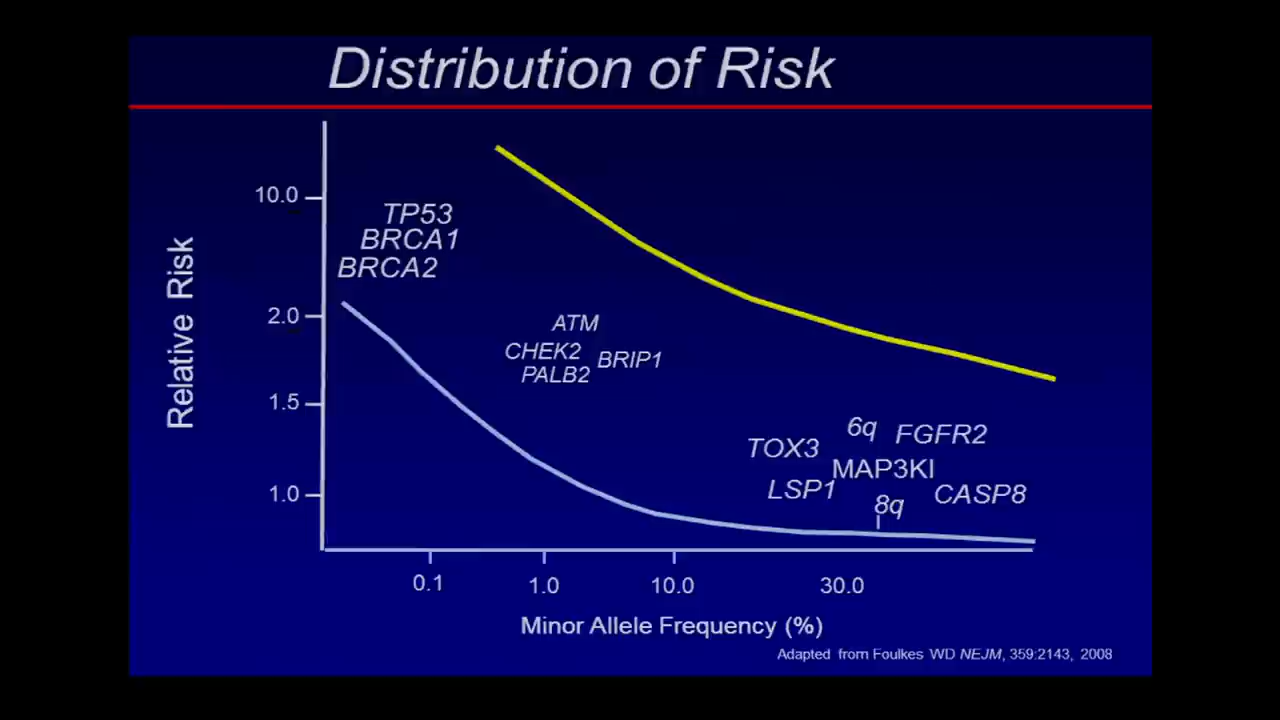 Distribution of Risk
10.0
TP53
BRCA1
BRCA2
Relative Risk
2.0
ATM
CHEK2
BRIP1
PALB2
1.5
6q
FGFR2
TOX3
MAP3KI
LSP1
CASP8
1.0
8q
0.1
1.0
10.0
30.0
Minor Allele Frequency (%)
Adapted from Foulkes WD NEJM, 359:2143, 2008